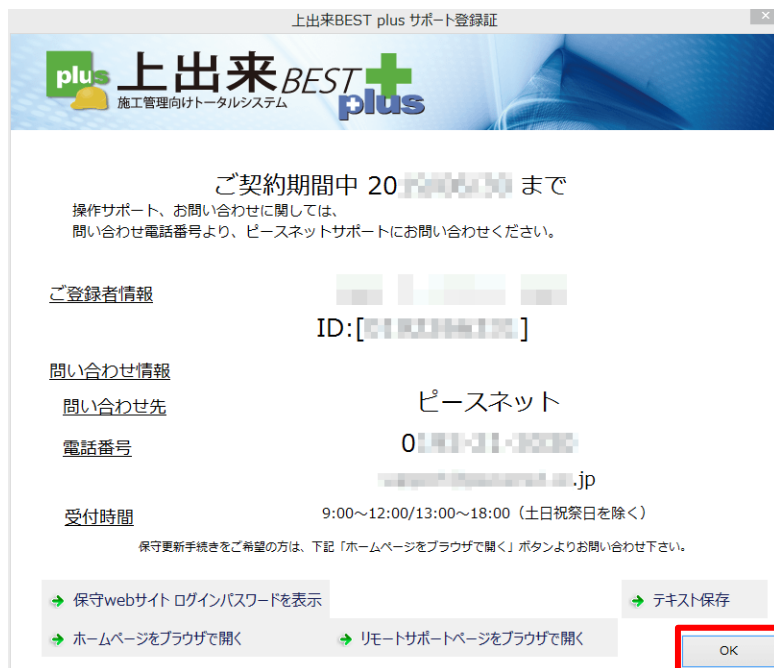 上出来BEST plus サポート登録証
plus 上出来BEST plus
施工管理向けトータルシステム
ご契約期間中 20 まで
操作サポート、お問い合わせに関しては、
問い合わせ電話番号より、ピースネットサポートにお問い合わせください。
ご登録者情報
ID:[ ]
問い合わせ情報
問い合わせ先 ピースネット
電話番号 0
.jp
受付時間 9:00～12:00/13:00～18:00（土日祝祭日を除く）
保守更新手続きをご希望の方は、下記「ホームページをブラウザで開く」ボタンよりお問い合わせ下さい。
保守webサイト ログインパスワードを表示 テキスト保存
ホームページをブラウザで開く リモートサポートページをブラウザで開く
OK